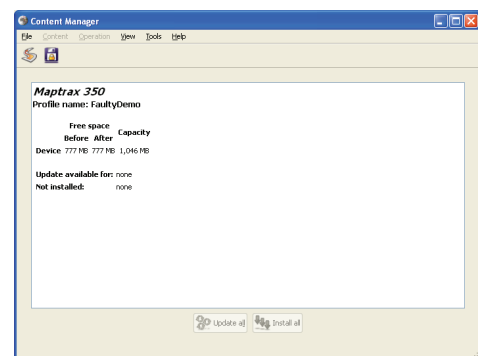 Content Manager
File Content Operation View Tools Help
Maptrax 350
Profile name: FaultyDemo
Free space Capacity
Before After
Device 777 MB 777 MB 1,046 MB
Update available for: none
Not installed: none
Update all Install all